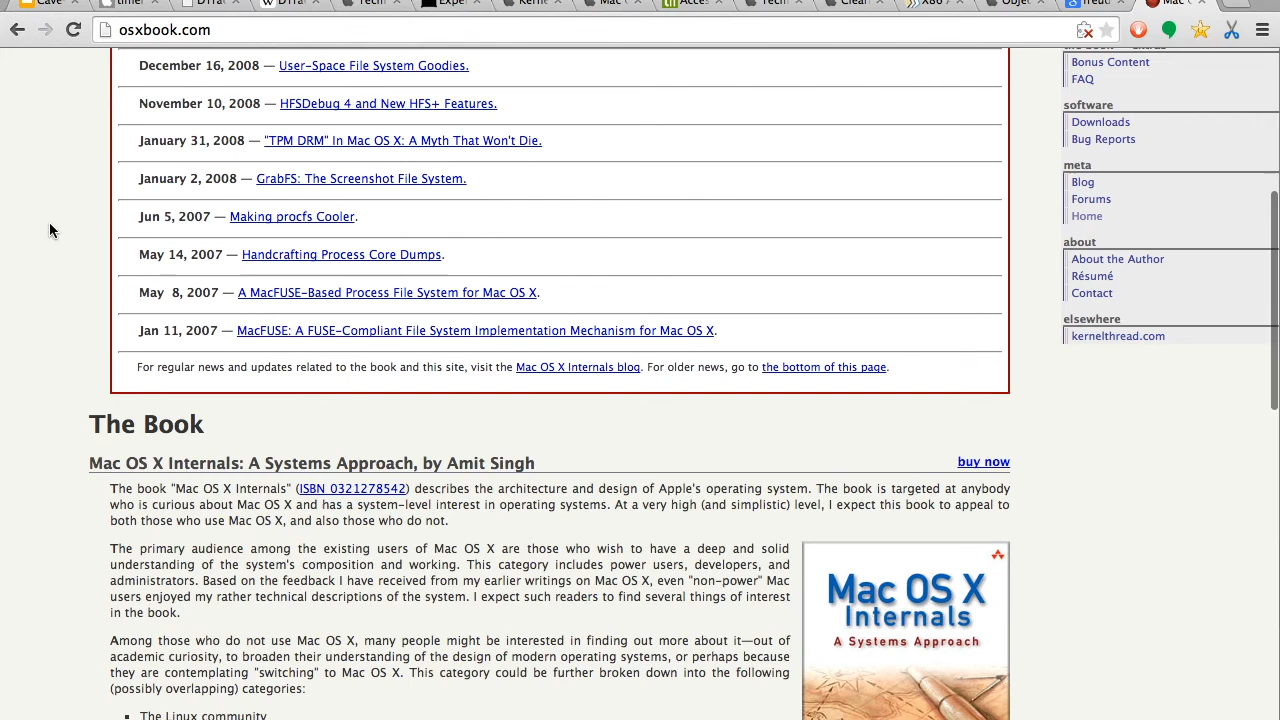 Cave
timer
DTra
DTra
Tech
Exper
Kerne
Mac
Acces
Tech
Clean
X86
Objec
Mac
osxbook.com
December 16, 2008 — User-Space File System Goodies.
November 10, 2008 — HFSDebug 4 and New HFS+ Features.
January 31, 2008 — "TPM DRM" In Mac OS X: A Myth That Won't Die.
January 2, 2008 — GrabFS: The Screenshot File System.
Jun 5, 2007 — Making procfs Cooler.
May 14, 2007 — Handcrafting Process Core Dumps.
May 8, 2007 — A MacFUSE-Based Process File System for Mac OS X.
Jan 11, 2007 — MacFUSE: A FUSE-Compliant File System Implementation Mechanism for Mac OS X.
For regular news and updates related to the book and this site, visit the Mac OS X Internals blog. For older news, go to the bottom of this page.
The Book
Mac OS X Internals: A Systems Approach, by Amit Singh
buy now
The book "Mac OS X Internals" (ISBN 0321278542) describes the architecture and design of Apple's operating system. The book is targeted at anybody
who is curious about Mac OS X and has a system-level interest in operating systems. At a very high (and simplistic) level, I expect this book to appeal to
both those who use Mac OS X, and also those who do not.
The primary audience among the existing users of Mac OS X are those who wish to have a deep and solid
understanding of the system's composition and working. This category includes power users, developers, and
administrators. Based on the feedback I have received from my earlier writings on Mac OS X, even "non-power" Mac
users enjoyed my rather technical descriptions of the system. I expect such readers to find several things of interest
in the book.
Among those who do not use Mac OS X, many people might be interested in finding out more about it—out of
academic curiosity, to broaden their understanding of the design of modern operating systems, or perhaps because
they are contemplating "switching" to Mac OS X. This category could be further broken down into the following
(possibly overlapping) categories:
The Linux community
Mac OS X
Internals
A Systems Approach
Bonus Content
FAQ
software
Downloads
Bug Reports
meta
Blog
Forums
Home
about
About the Author
Résumé
Contact
elsewhere
kernelthread.com